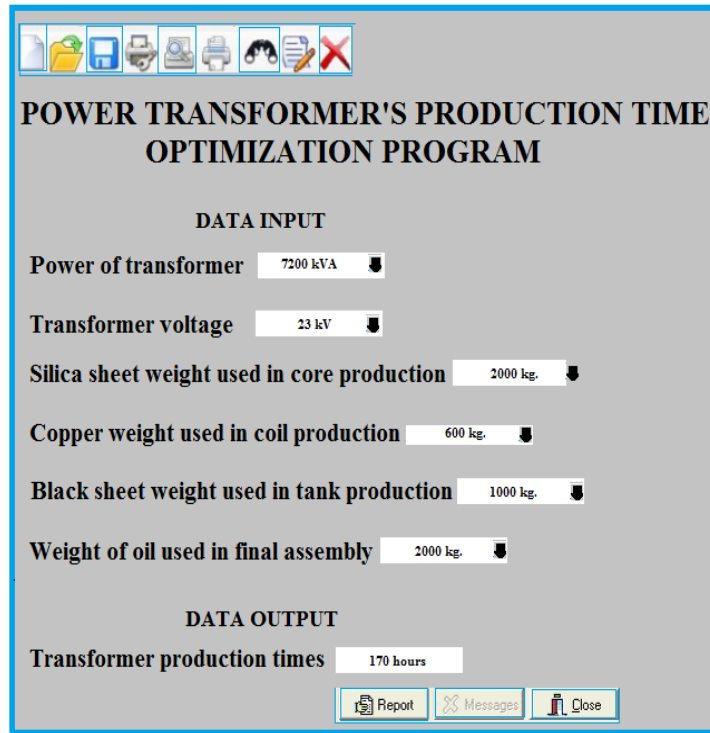 POWER TRANSFORMER'S PRODUCTION TIME
OPTIMIZATION PROGRAM
DATA INPUT
Power of transformer 7200 kVA
Transformer voltage 23 kV
Silica sheet weight used in core production 2000 kg.
Copper weight used in coil production 600 kg.
Black sheet weight used in tank production 1000 kg.
Weight of oil used in final assembly 2000 kg.
DATA OUTPUT
Transformer production times 170 hours
Report Messages Close